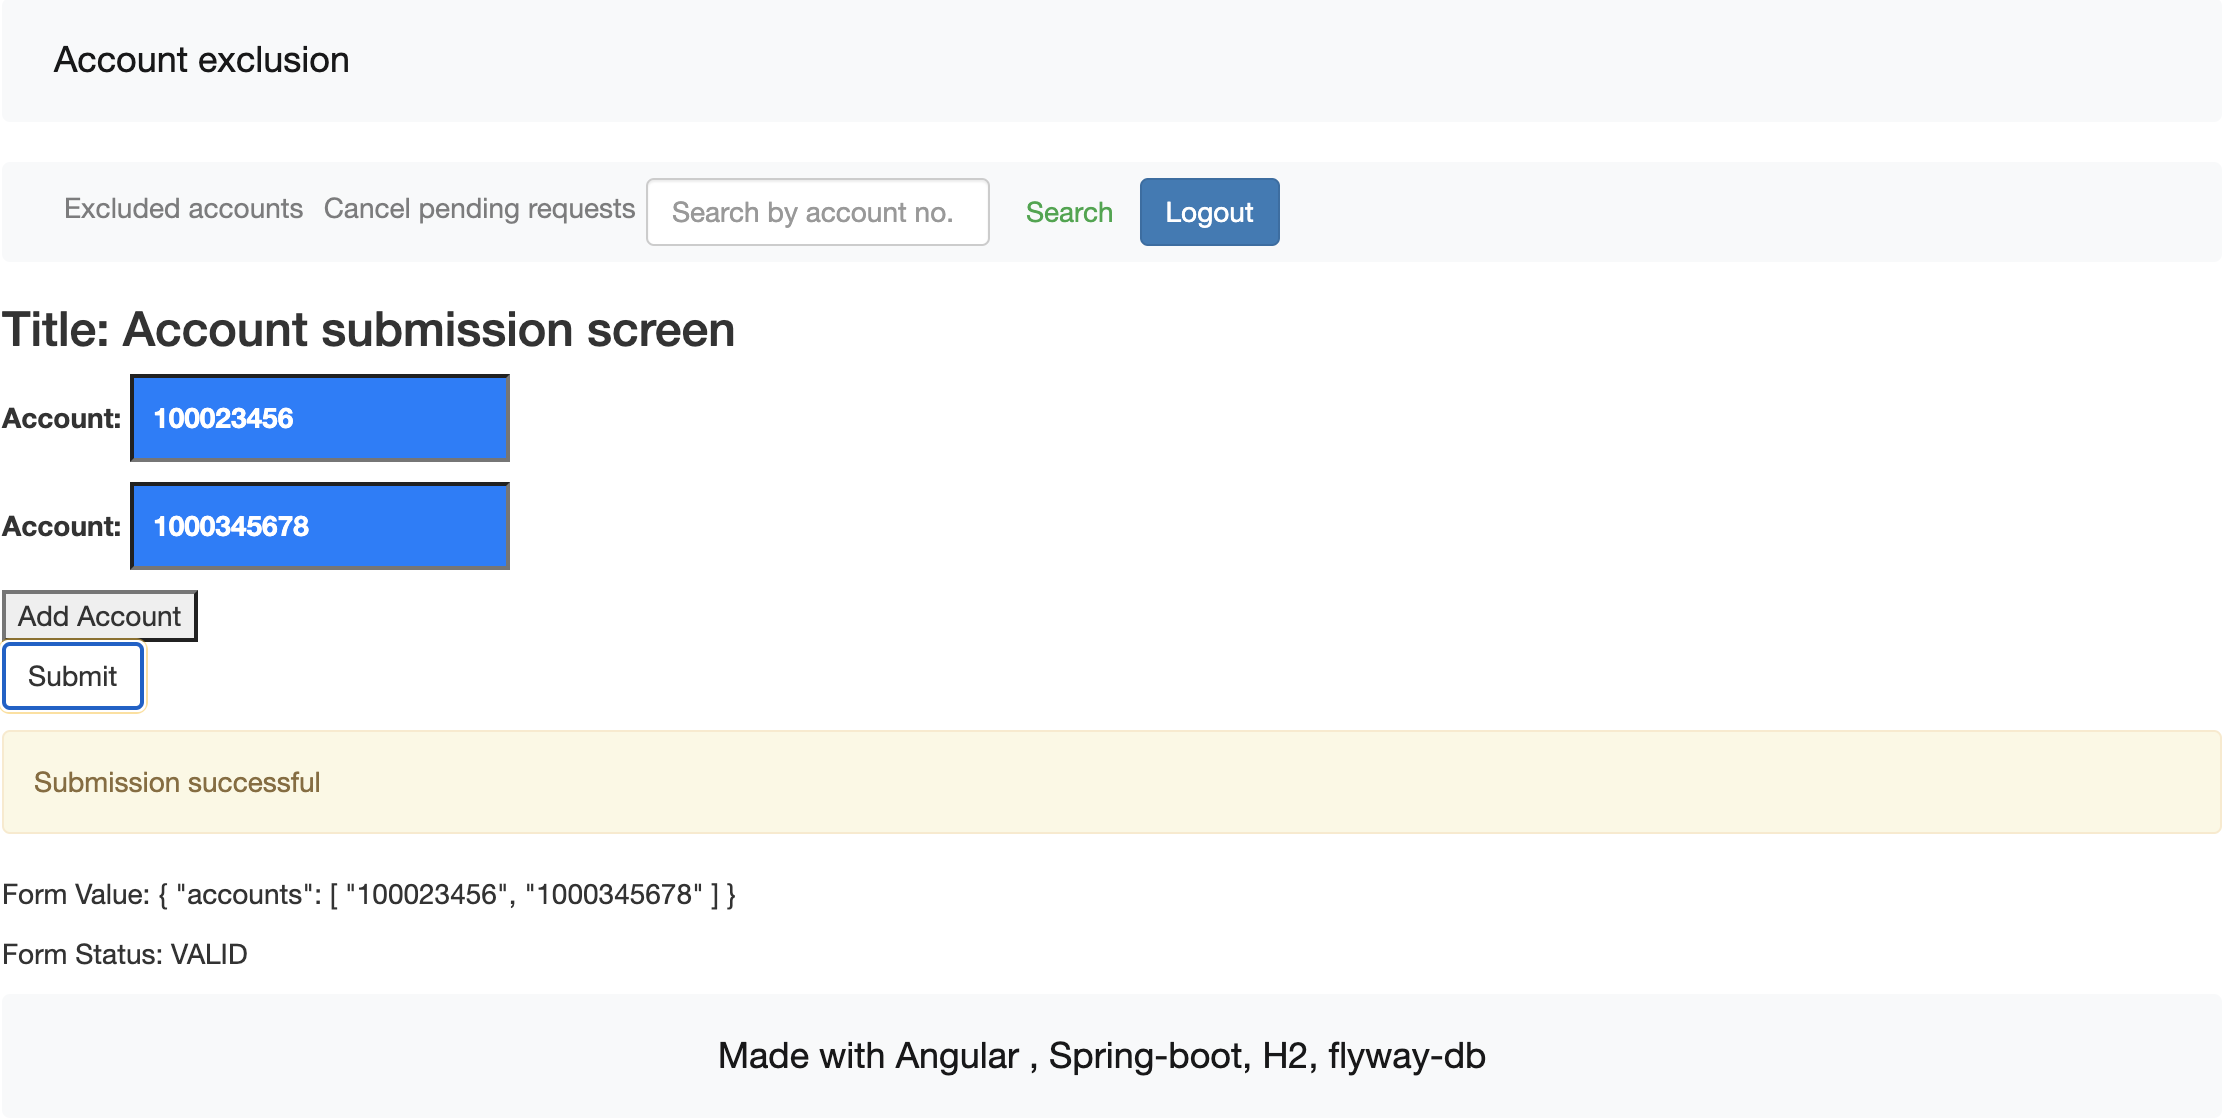 Account exclusion
Excluded accounts Cancel pending requests Search by account no. Search Logout
Title: Account submission screen
Account: 100023456
Account: 1000345678
Add Account
Submit
Submission successful
Form Value: { "accounts": [ "100023456", "1000345678" ] }
Form Status: VALID
Made with Angular , Spring-boot, H2, flyway-db